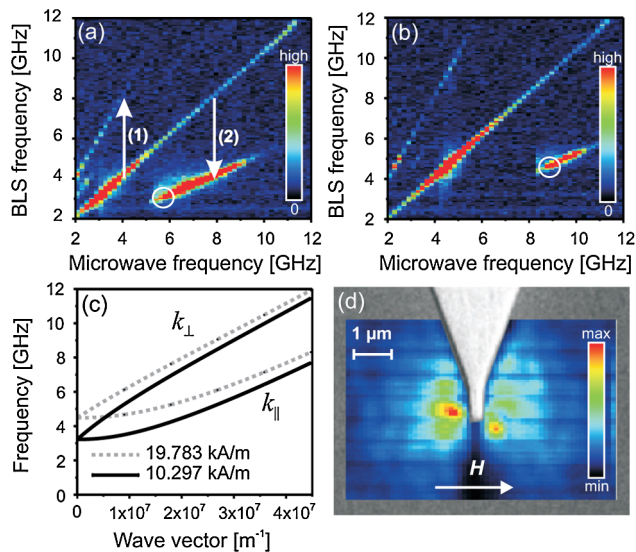 (a)
BLS frequency [GHz]
12
10
8
6
4
2
(1)
(2)
high
0
2 4 6 8 10 12
Microwave frequency [GHz]
(b)
BLS frequency [GHz]
12
10
8
6
4
2
high
0
2 4 6 8 10 12
Microwave frequency [GHz]
(c)
Frequency [GHz]
12
10
8
6
4
2
0
k⊥
k∥
19.783 kA/m
10.297 kA/m
0 1x10⁷ 2x10⁷ 3x10⁷ 4x10⁷
Wave vector [m⁻¹]
(d)
1 µm
max
min
H